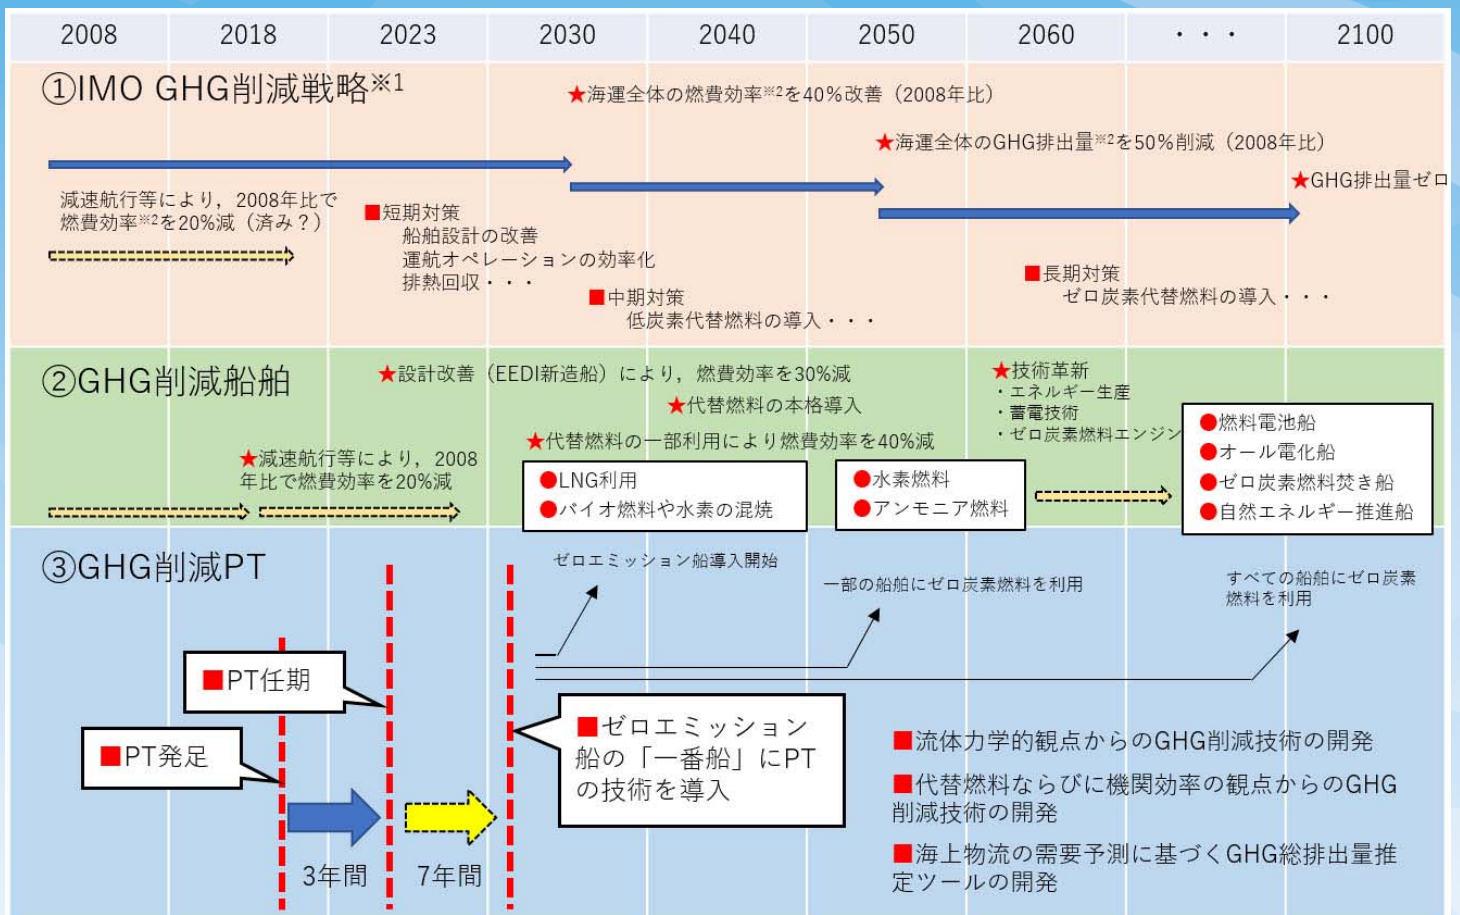 2008 2018 2023 2030 2040 2050 2060 ・・・ 2100
①IMO GHG削減戦略※1
★海運全体の燃費効率※2を40%改善（2008年比）
★海運全体のGHG排出量※2を50%削減（2008年比）
★GHG排出量ゼロ
減速航行等により，2008年比で
燃費効率※2を20%減（済み？）
■短期対策
船舶設計の改善
運航オペレーションの効率化
排熱回収・・・
■中期対策
低炭素代替燃料の導入・・・
■長期対策
ゼロ炭素代替燃料の導入・・・
②GHG削減船舶
★設計改善（EEDI新造船）により，燃費効率を30%減
★代替燃料の本格導入
★代替燃料の一部利用により燃費効率を40%減
★減速航行等により，2008
年比で燃費効率を20%減
●LNG利用
●バイオ燃料や水素の混焼
●水素燃料
●アンモニア燃料
★技術革新
・エネルギー生産
・蓄電技術
・ゼロ炭素燃料エンジン
●燃料電池船
●オール電化船
●ゼロ炭素燃料焚き船
●自然エネルギー推進船
③GHG削減PT
ゼロエミッション船導入開始
一部の船舶にゼロ炭素燃料を利用
すべての船舶にゼロ炭素
燃料を利用
■PT任期
■PT発足
3年間
7年間
■ゼロエミッション
船の「一番船」にPT
の技術を導入
■流体力学的観点からのGHG削減技術の開発
■代替燃料ならびに機関効率の観点からのGHG
削減技術の開発
■海上物流の需要予測に基づくGHG総排出量推
定ツールの開発